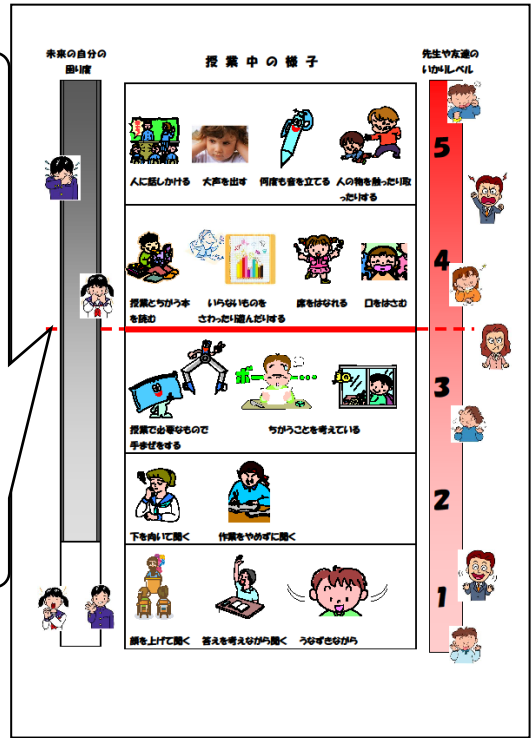 未来の自分の
困り度
授業中の様子
先生や友達の
いかりレベル
5
人に話しかける
大声を出す
何度も音を立てる
人の物を触ったり取
ったりする
4
授業とちがう本
を読む
いらないものを
さわったり遊んだりする
席をはなれる
口をはさむ
3
ボー・・・・
授業で必要なもので
手まぜをする
ちがうことを考えている
2
下を向いて聞く
作業をやめずに聞く
1
顔を上げて聞く
答えを考えながら聞く
うなずきながら